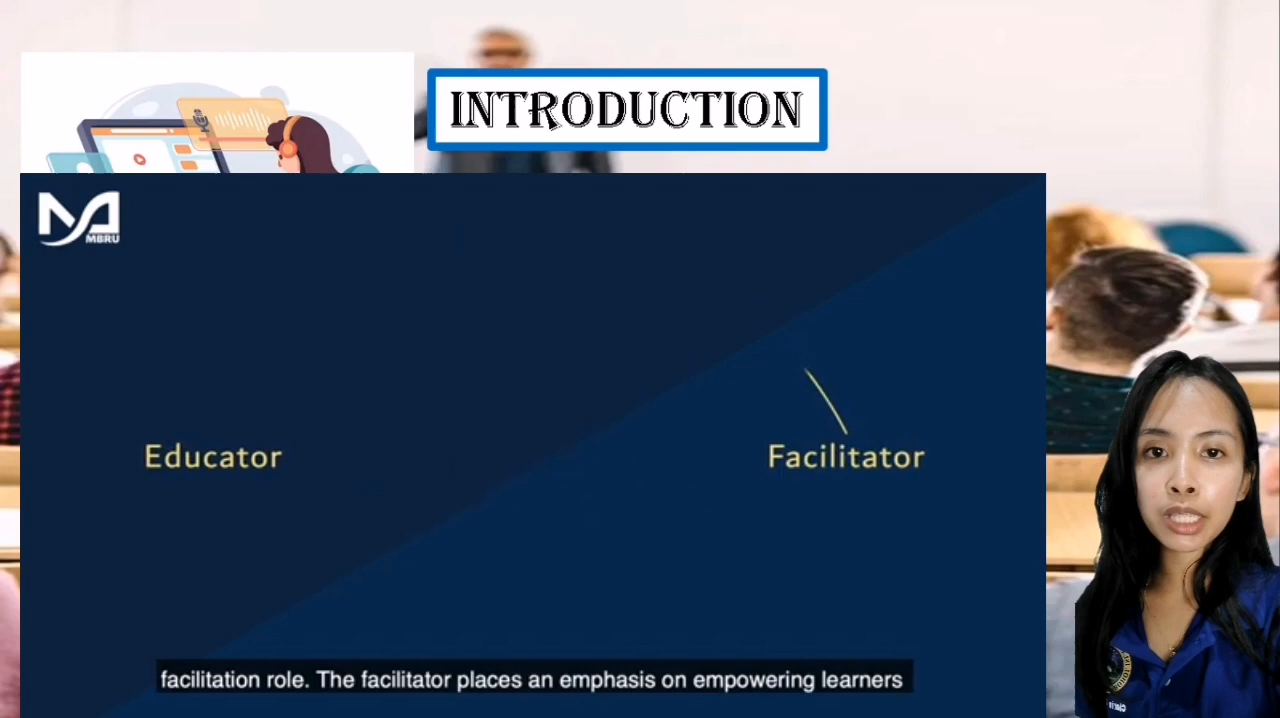 INTRODUCTION
MBRU
Educator
Facilitator
facilitation role. The facilitator places an emphasis on empowering learners